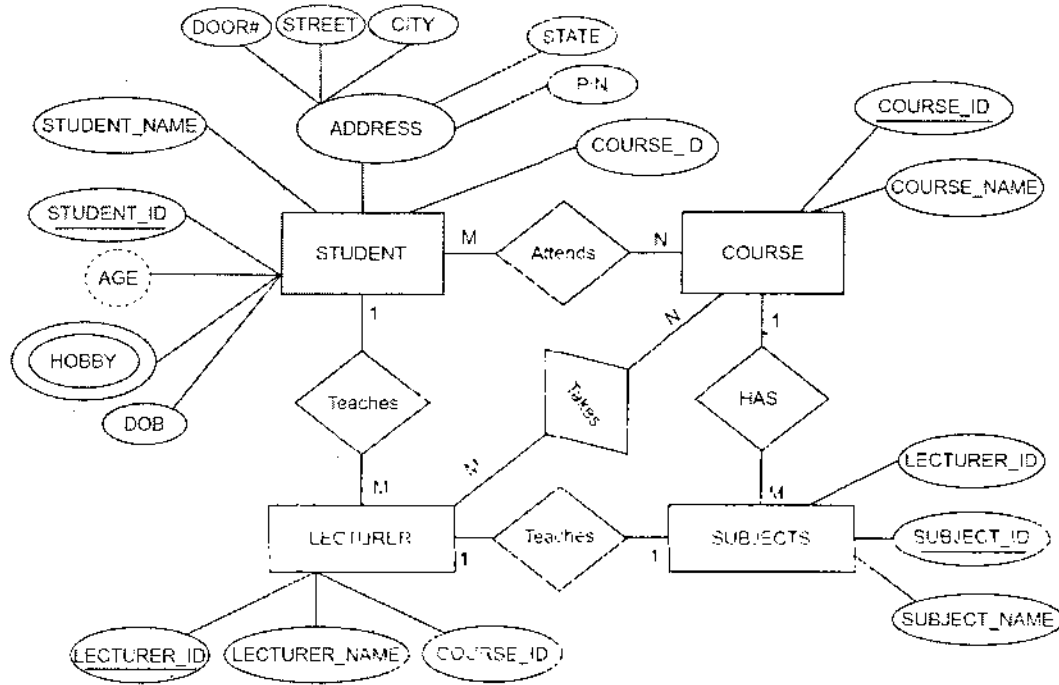 DOOR#
STREET
CITY
STATE
PIN
ADDRESS
STUDENT_NAME
COURSE_ID
COURSE_ID
COURSE_NAME
STUDENT_ID
STUDENT
M
Attends
N
COURSE
AGE
1
N
1
HOBBY
Teaches
Takes
HAS
DOB
M
M
M
LECTURER_ID
LECTURER
1
Teaches
1
SUBJECTS
SUBJECT_ID
SUBJECT_NAME
LECTURER_ID
LECTURER_NAME
COURSE_ID